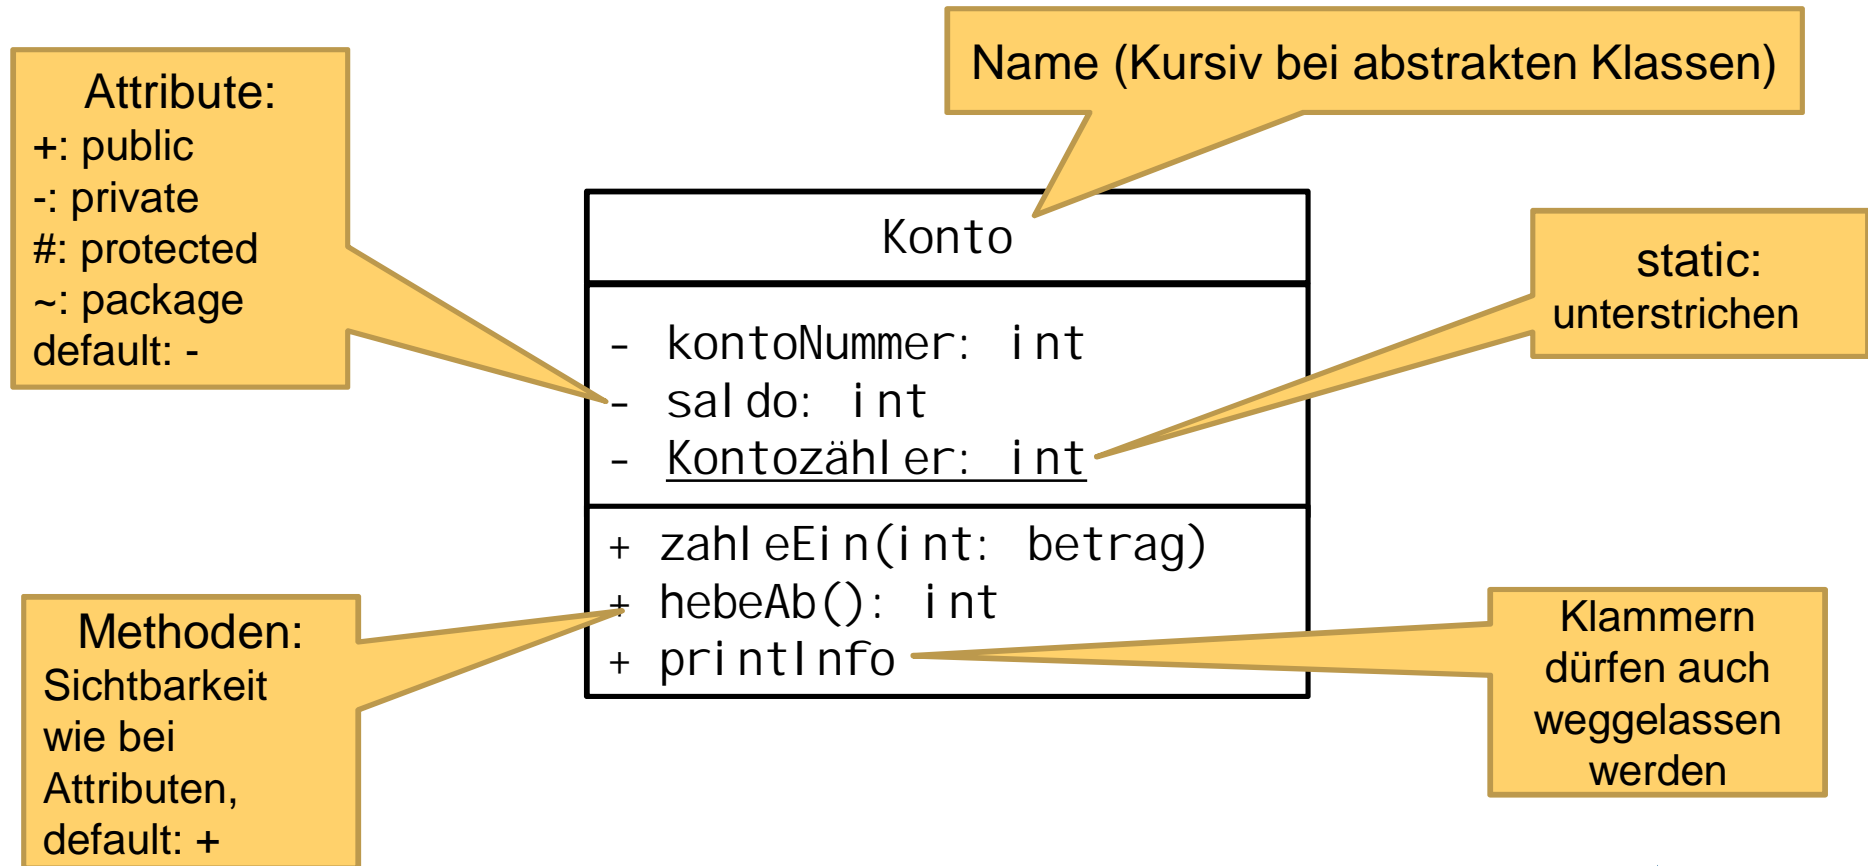 Name (Kursiv bei abstrakten Klassen)
Attribute:
+: public
-: private
#: protected
~: package
default: -
Konto
- kontoNummer: int
- saldo: int
- Kontozähler: int
static:
unterstrichen
+ zahleEin(int: betrag)
+ hebeAb(): int
+ printInfo
Methoden:
Sichtbarkeit
wie bei
Attributen,
default: +
Klammern
dürfen auch
weggelassen
werden